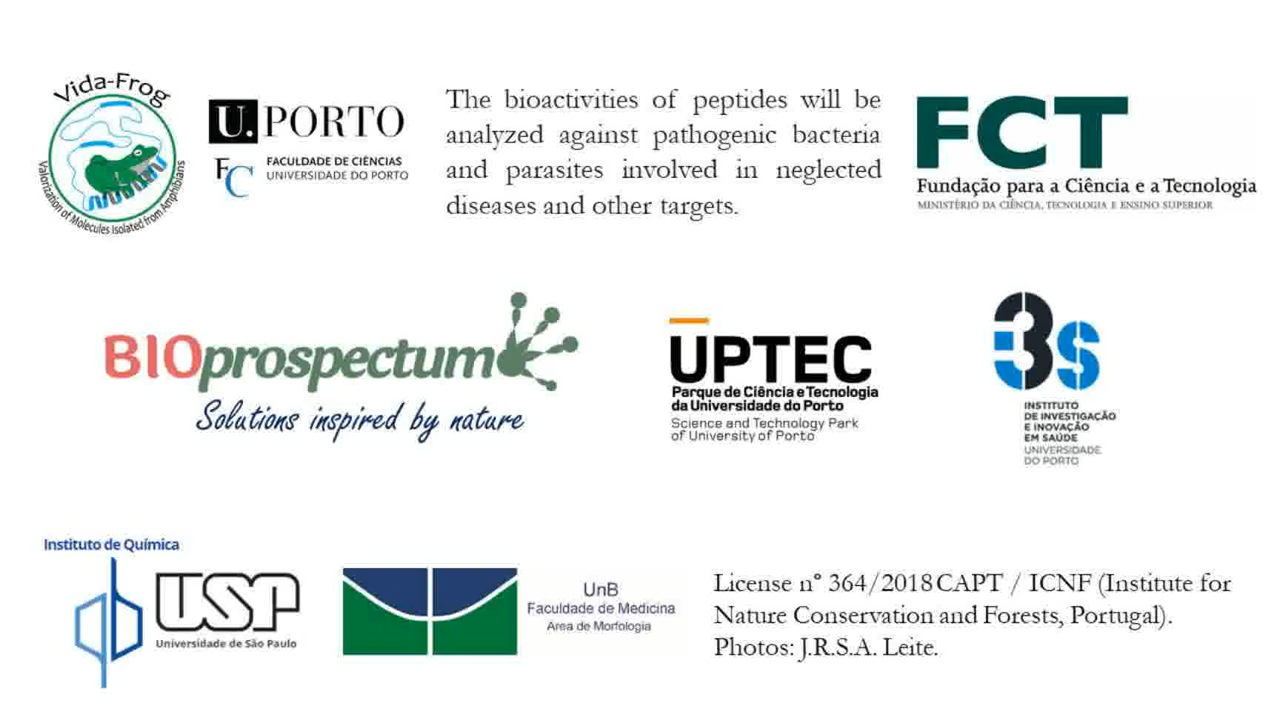 Vida-Frog
Valorization of Molecules Isolated from Amphibians
U.PORTO
FC
FACULDADE DE CIÊNCIAS
UNIVERSIDADE DO PORTO
The bioactivities of peptides will be
analyzed against pathogenic bacteria
and parasites involved in neglected
diseases and other targets.
FCT
Fundação para a Ciência e a Tecnologia
MINISTÉRIO DA CIÊNCIA, TECNOLOGIA E ENSINO SUPERIOR
BIOprospectum
Solutions inspired by nature
UPTEC
Parque de Ciência e Tecnologia
da Universidade do Porto
Science and Technology Park
of University of Porto
i3s
INSTITUTO
DE INVESTIGAÇÃO
E INOVAÇÃO
EM SAÚDE
UNIVERSIDADE
DO PORTO
Instituto de Química
USP
Universidade de São Paulo
UnB
Faculdade de Medicina
Area de Morfologia
License n° 364/2018 CAPT / ICNF (Institute for
Nature Conservation and Forests, Portugal).
Photos: J.R.S.A. Leite.